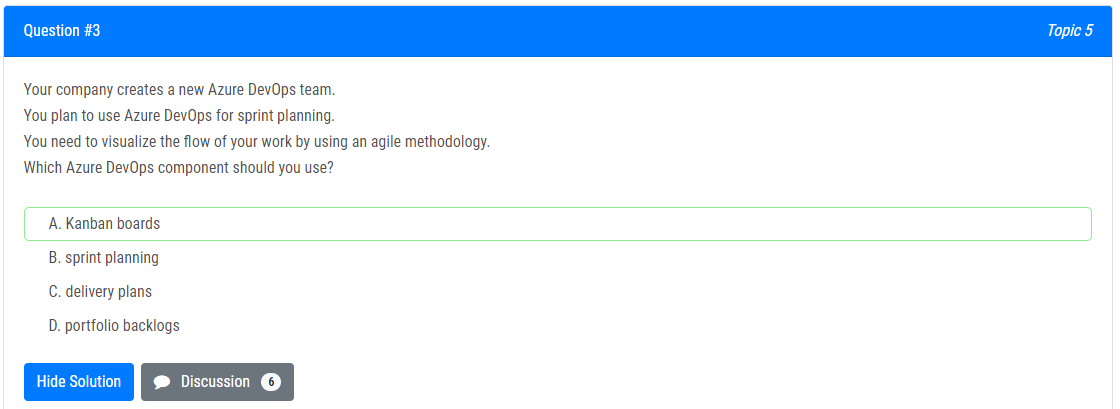 Question #3
Topic 5
Your company creates a new Azure DevOps team.
You plan to use Azure DevOps for sprint planning.
You need to visualize the flow of your work by using an agile methodology.
Which Azure DevOps component should you use?
A. Kanban boards
B. sprint planning
C. delivery plans
D. portfolio backlogs
Hide Solution
Discussion 6